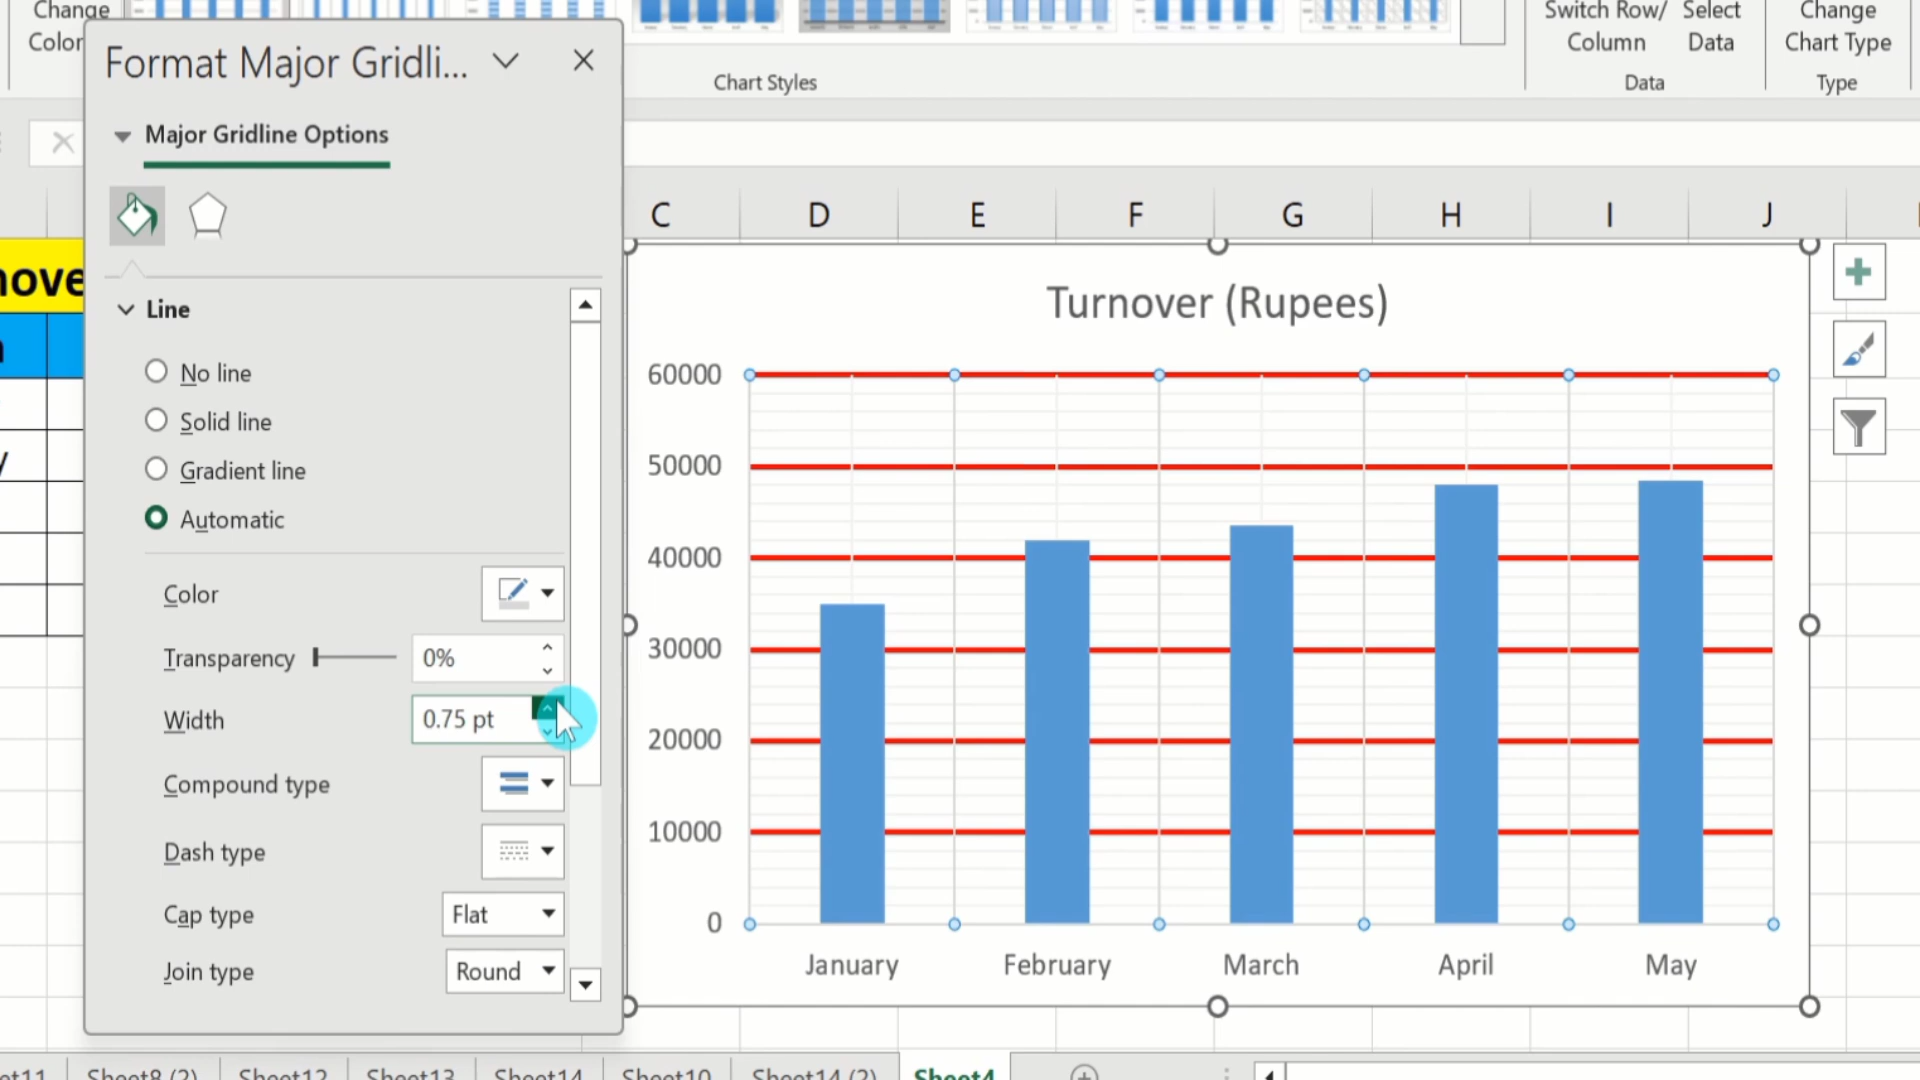 Change
Color
Switch Row/
Column
Select
Data
Change
Chart Type
Chart Styles
Data
Type
Format Major Gridli...
Major Gridline Options
C D E F G H I J
Line
No line
Solid line
Gradient line
Automatic
Color
Transparency 0%
Width 0.75 pt
Compound type
Dash type
Cap type Flat
Join type Round
Turnover (Rupees)
60000
50000
40000
30000
20000
10000
0
January February March April May
Sheet8 (2) Sheet12 Sheet13 Sheet14 Sheet10 Sheet14 (2) Sheet4